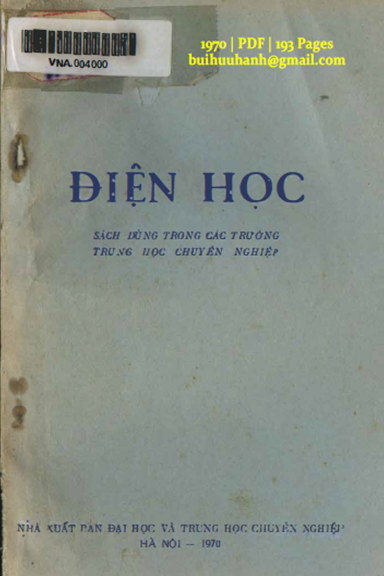 1970 | PDF | 193 Pages
buihuuhanh@gmail.com
VNA.004000
ĐIỆN HỌC
SÁCH DÙNG TRONG CÁC TRƯỜNG
TRUNG HỌC CHUYÊN NGHIỆP
NHÀ XUẤT BẢN ĐẠI HỌC VÀ TRUNG HỌC CHUYÊN NGHIỆP
HÀ NỘI — 1970